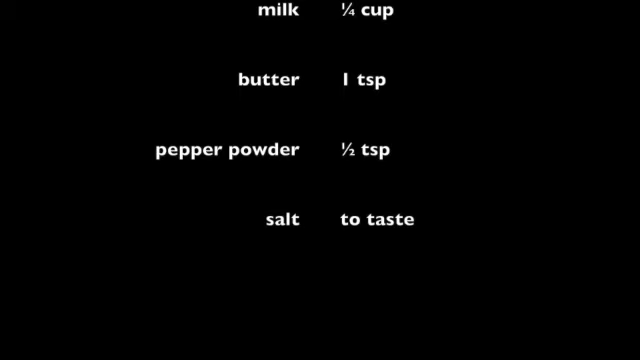 milk ¼ cup
butter 1 tsp
pepper powder ½ tsp
salt to taste